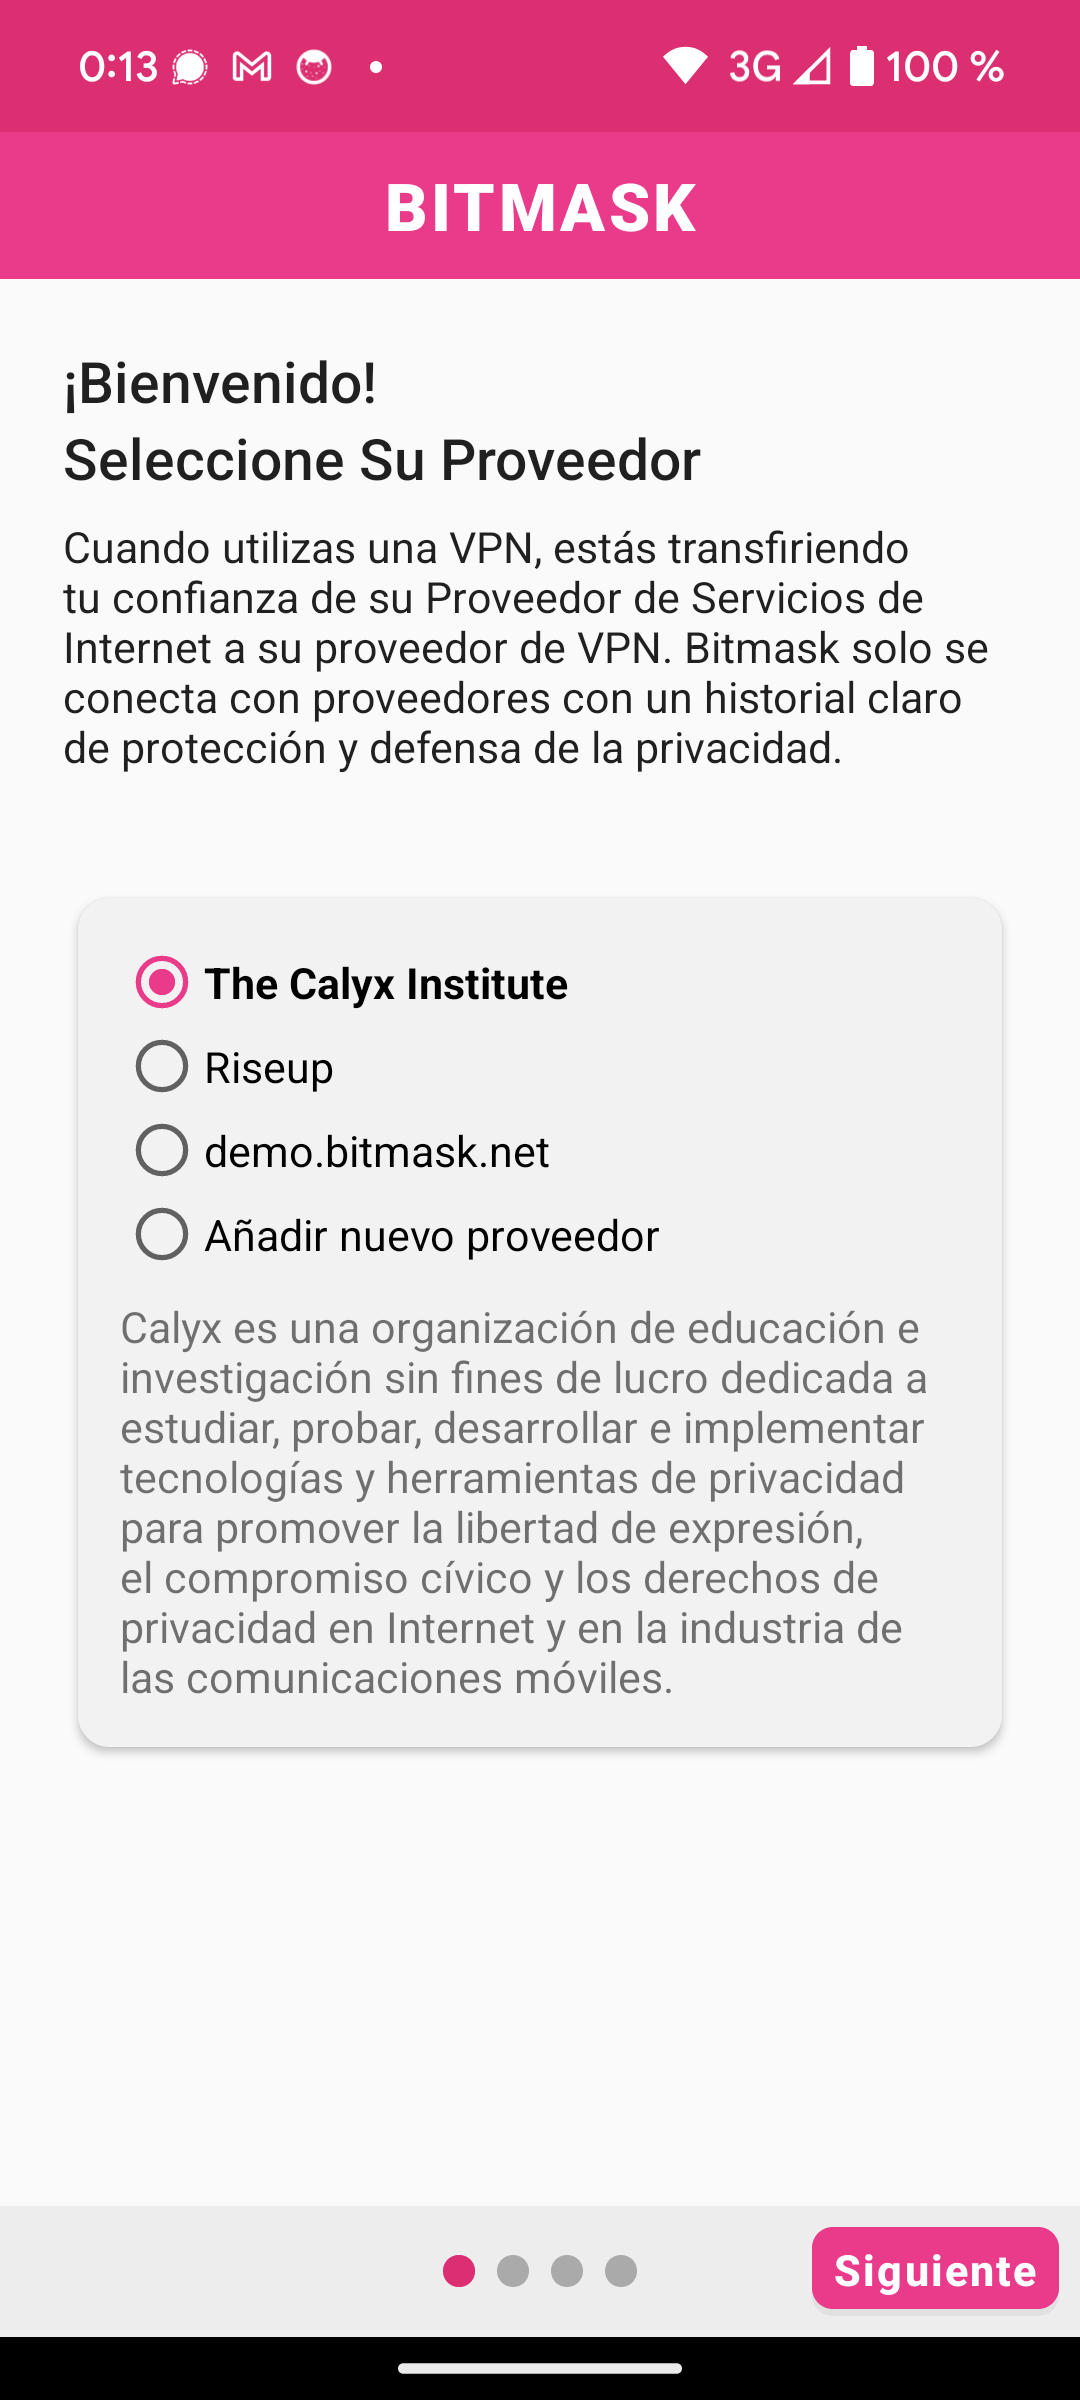 0:13
3G
100 %
BITMASK
¡Bienvenido!
Seleccione Su Proveedor
Cuando utilizas una VPN, estás transfiriendo
tu confianza de su Proveedor de Servicios de
Internet a su proveedor de VPN. Bitmask solo se
conecta con proveedores con un historial claro
de protección y defensa de la privacidad.
The Calyx Institute
Riseup
demo.bitmask.net
Añadir nuevo proveedor
Calyx es una organización de educación e
investigación sin fines de lucro dedicada a
estudiar, probar, desarrollar e implementar
tecnologías y herramientas de privacidad
para promover la libertad de expresión,
el compromiso cívico y los derechos de
privacidad en Internet y en la industria de
las comunicaciones móviles.
Siguiente